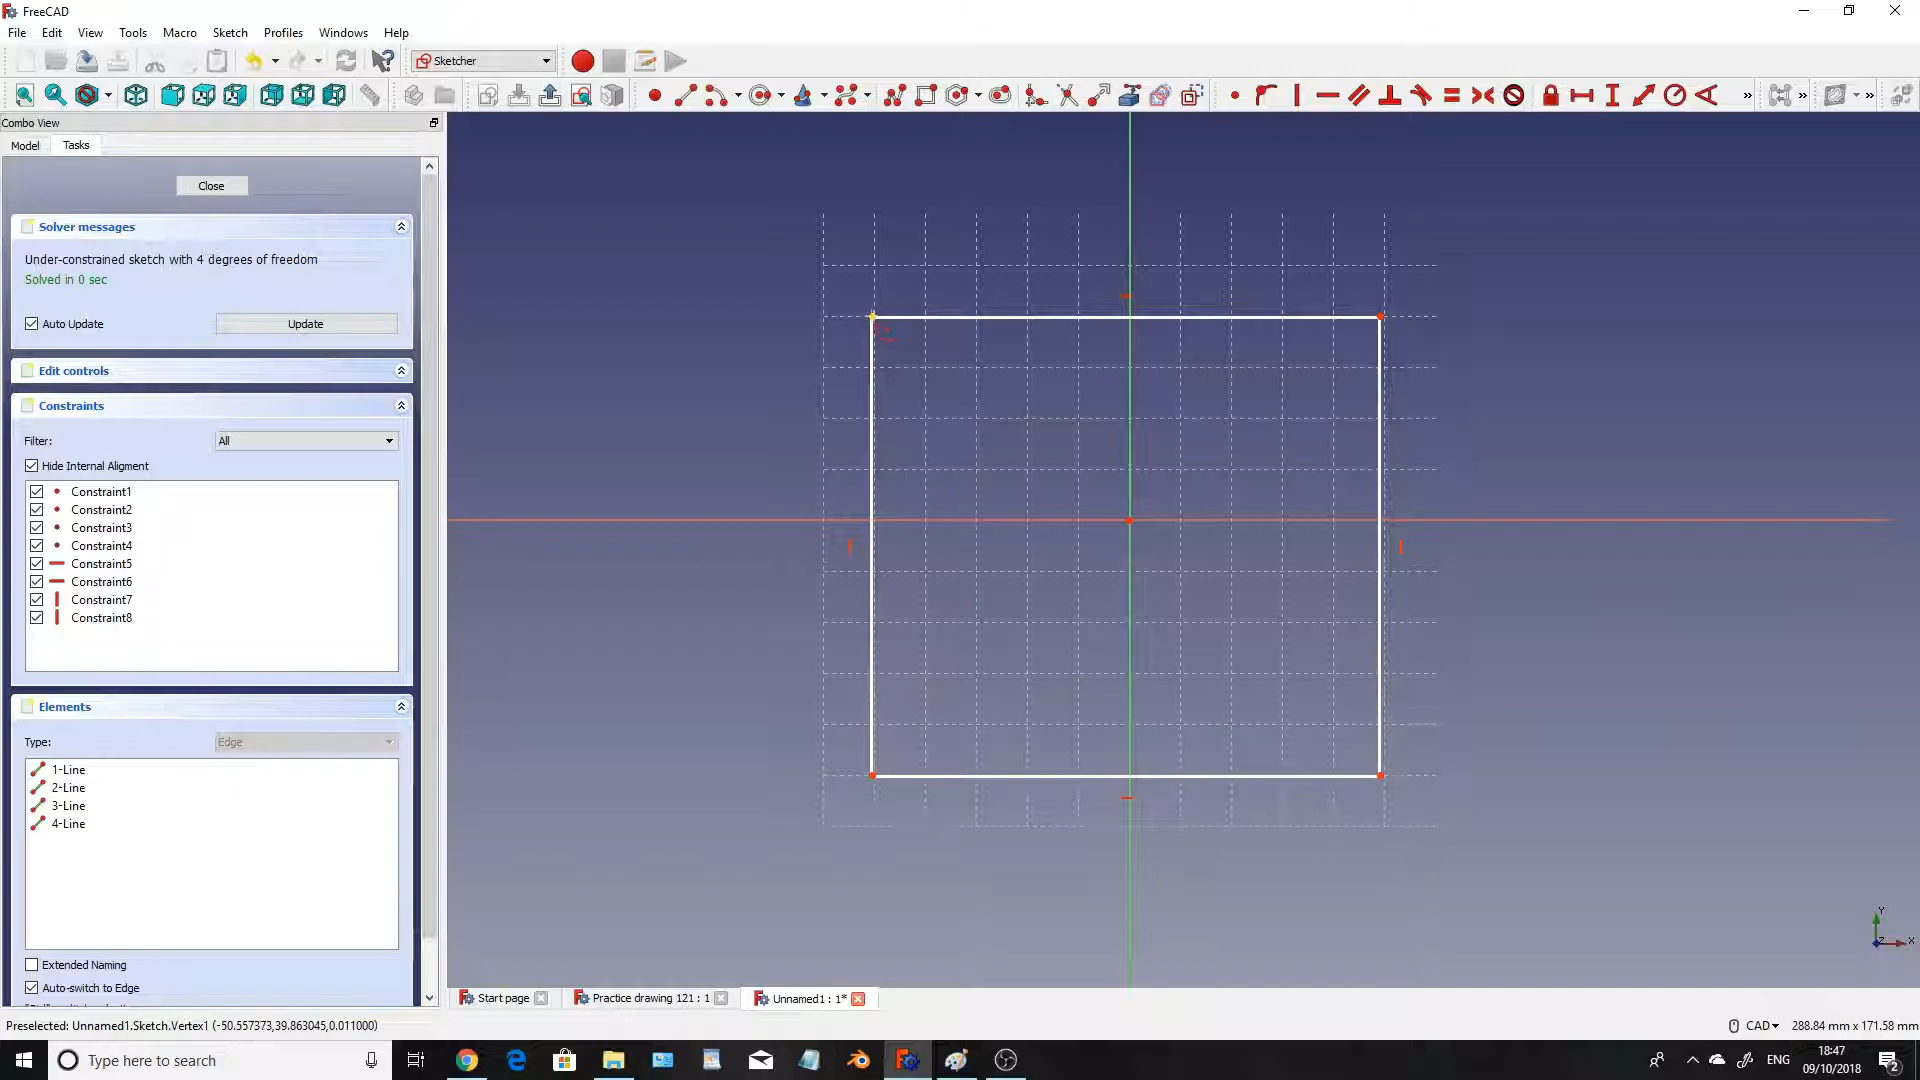 FreeCAD
File Edit View Tools Macro Sketch Profiles Windows Help
Sketcher
Combo View
Model Tasks
Close
Solver messages
Under-constrained sketch with 4 degrees of freedom
Solved in 0 sec
Auto Update Update
Edit controls
Constraints
Filter: All
Hide Internal Aligment
Constraint1
Constraint2
Constraint3
Constraint4
Constraint5
Constraint6
Constraint7
Constraint8
Elements
Type: Edge
1-Line
2-Line
3-Line
4-Line
Extended Naming
Auto-switch to Edge
Y
Z X
Start page Practice drawing 121 : 1 Unnamed1 : 1*
Preselected: Unnamed1.Sketch.Vertex1 (-50.557373,39.863045,0.011000) CAD 288.84 mm x 171.58 mm
Type here to search
ENG
18:47
09/10/2018
2